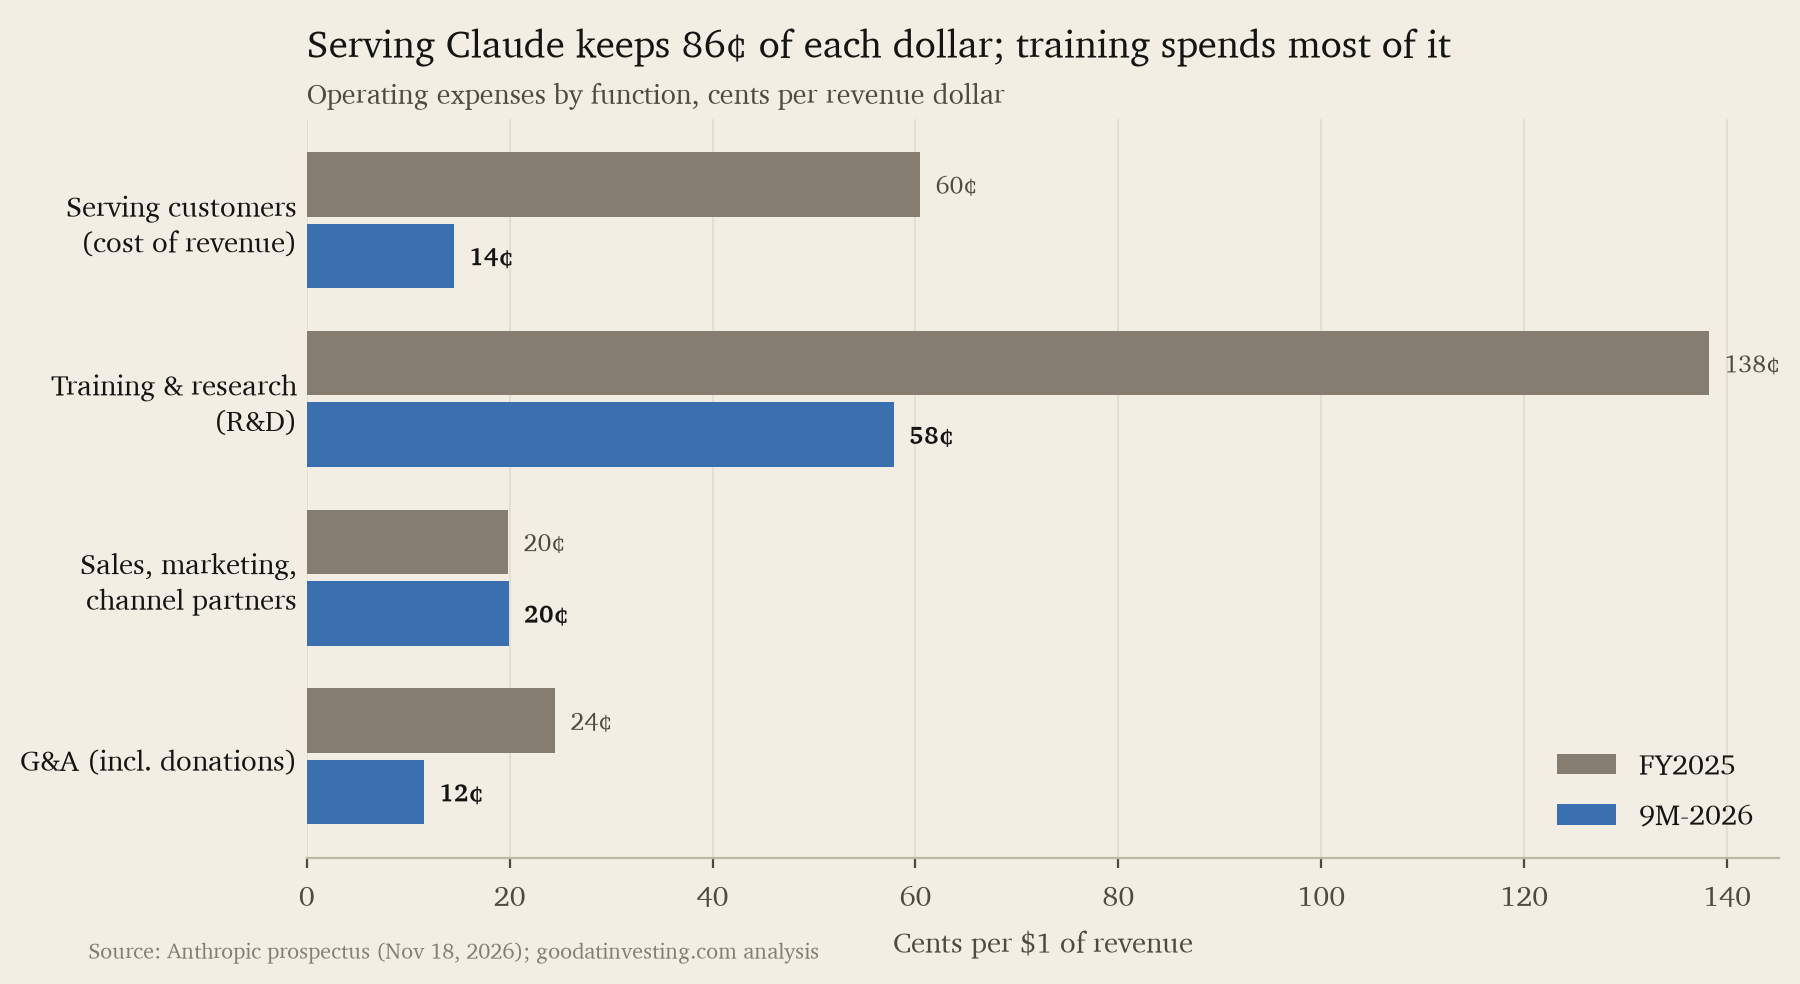 Serving Claude keeps 86¢ of each dollar; training spends most of it
Operating expenses by function, cents per revenue dollar
Serving customers
(cost of revenue)
60¢
14¢
Training & research
(R&D)
138¢
58¢
Sales, marketing,
channel partners
20¢
20¢
G&A (incl. donations)
24¢
12¢
FY2025
9M-2026
0 20 40 60 80 100 120 140
Cents per $1 of revenue
Source: Anthropic prospectus (Nov 18, 2026); goodatinvesting.com analysis